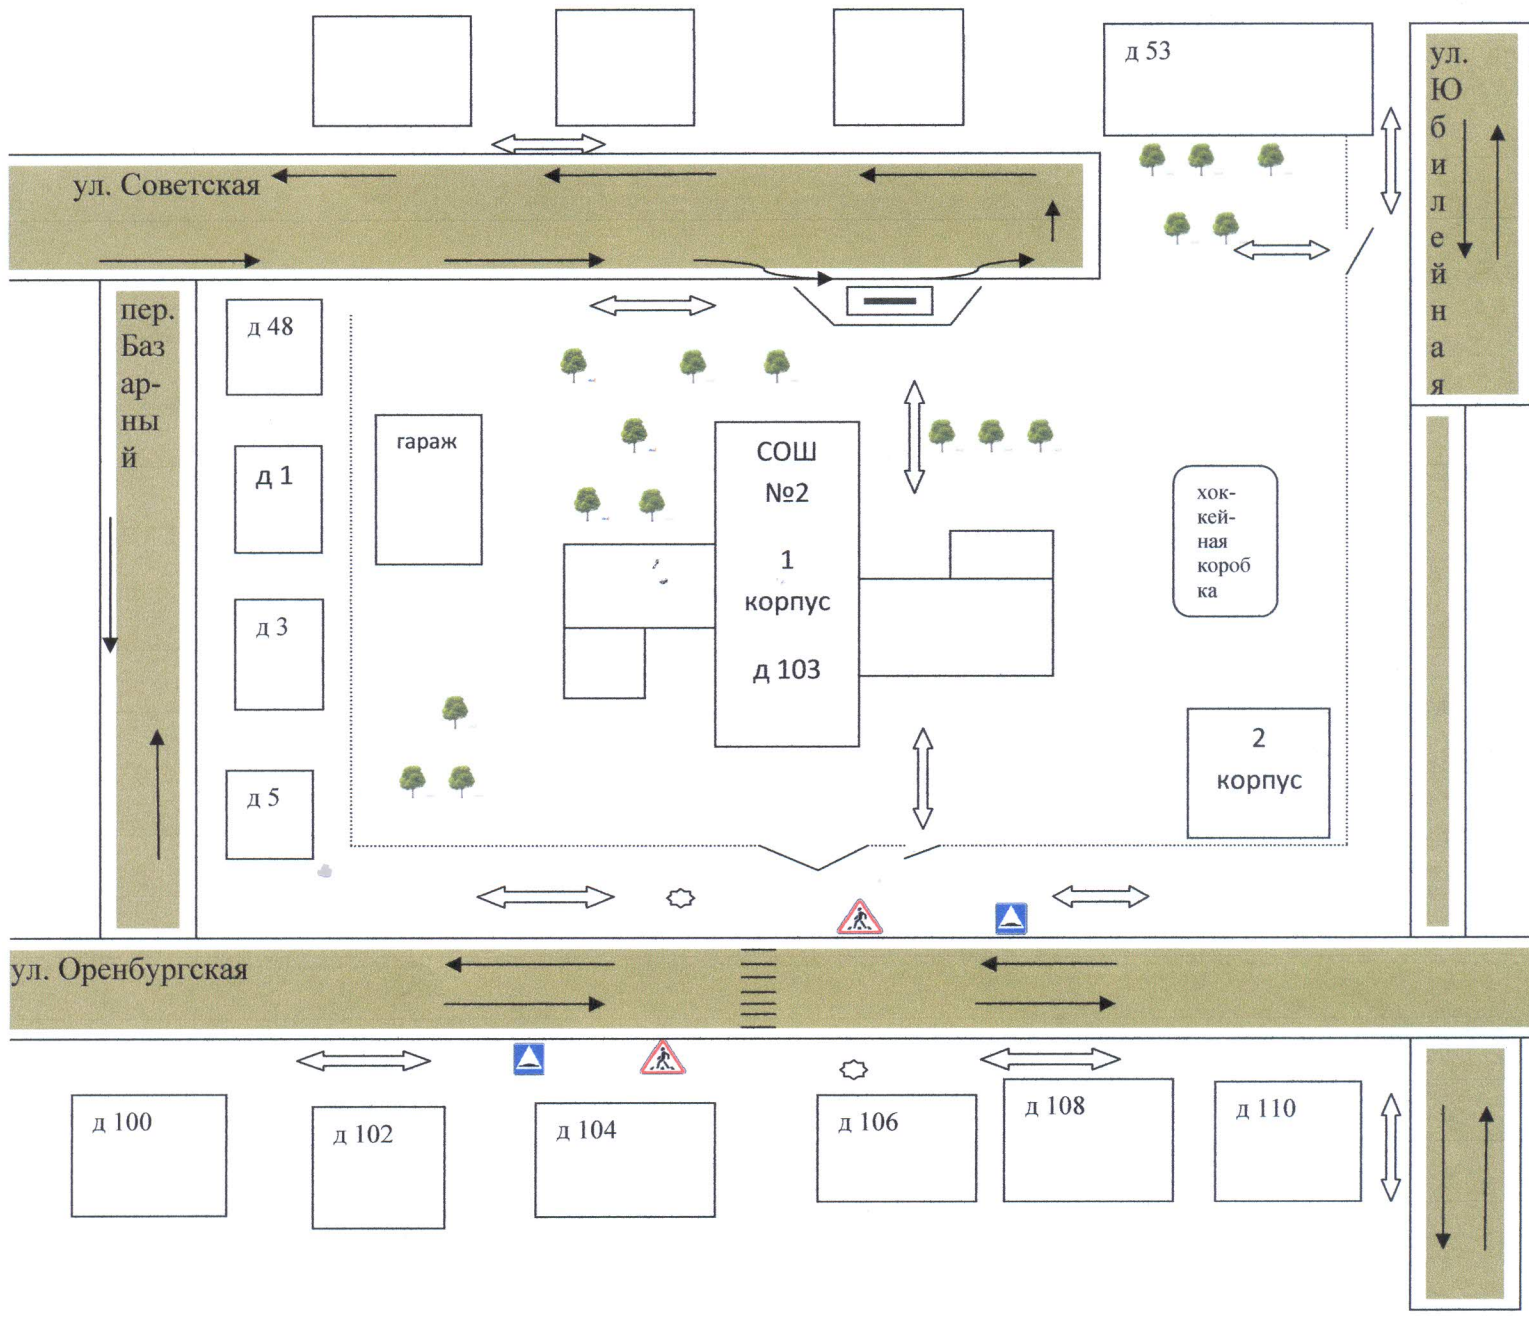 д 53
ул.
Ю
б
и
л
е
й
н
а
я
ул. Советская
пер.
Баз
ар-
ны
й
д 48
гараж
СОШ
№2
1
корпус
д 103
д 1
хок-
кей-
ная
короб
ка
д 3
2
корпус
д 5
ул. Оренбургская
д 100
д 102
д 104
д 106
д 108
д 110